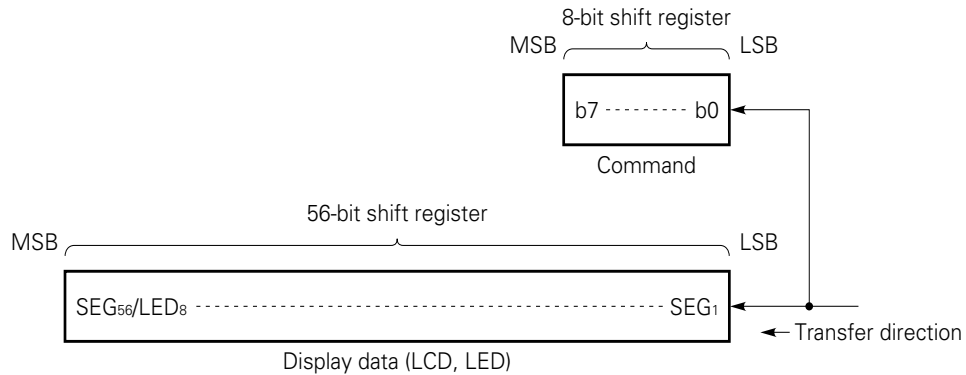 8-bit shift register
MSB LSB
b7 b0
Command
56-bit shift register
MSB LSB
SEG56/LED8 SEG1
Transfer direction
Display data (LCD, LED)